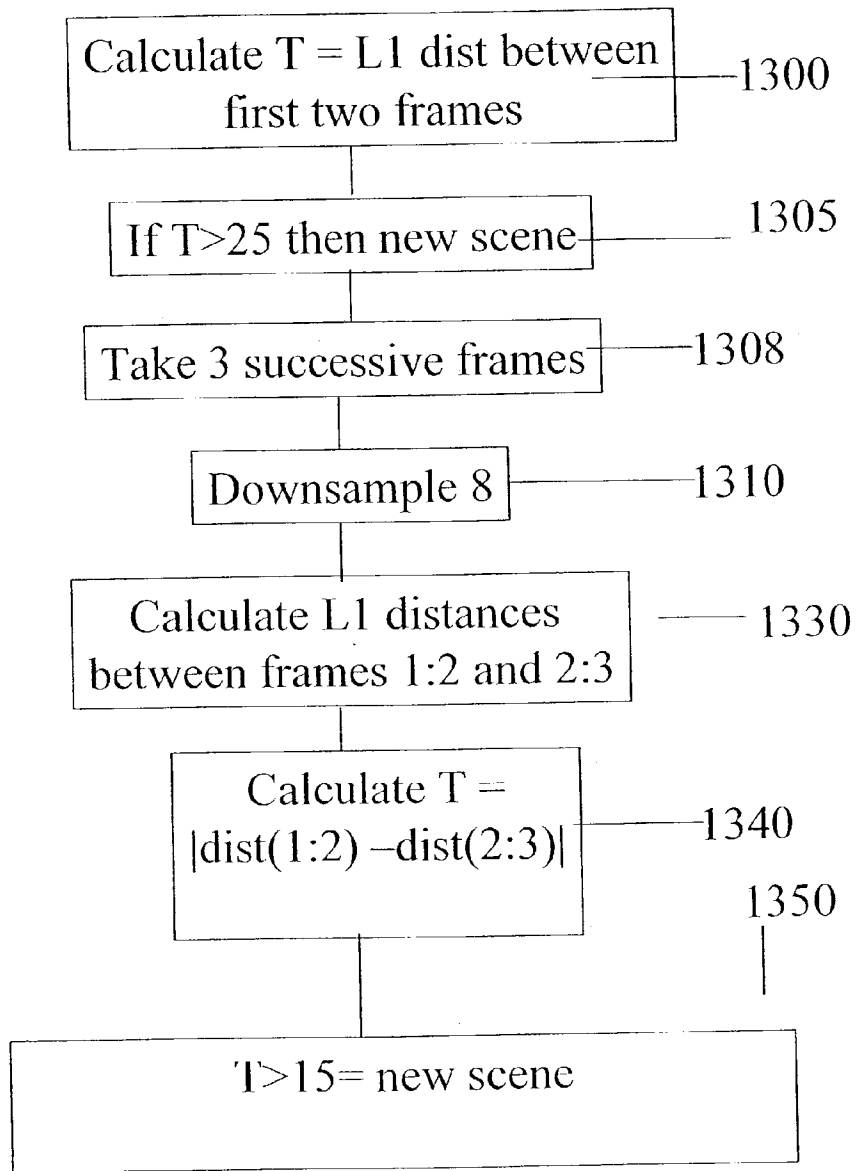 Calculate T = L1 dist between
first two frames
1300
If T>25 then new scene
1305
Take 3 successive frames
1308
Downsample 8
1310
Calculate L1 distances
between frames 1:2 and 2:3
1330
Calculate T =
|dist(1:2) –dist(2:3)|
1340
1350
T>15= new scene